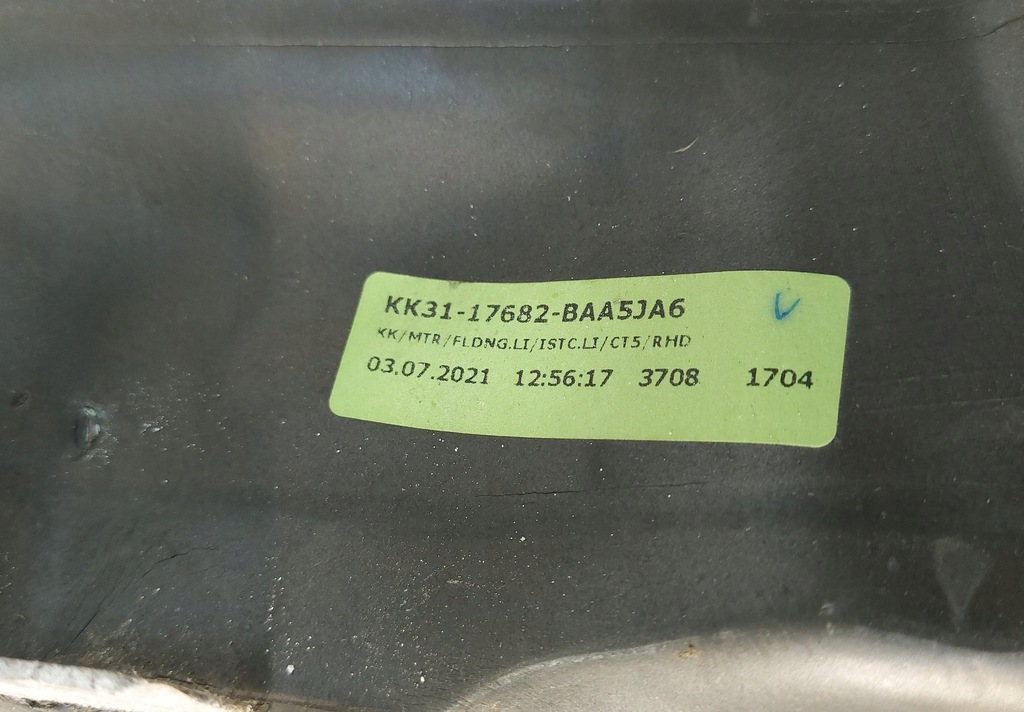 KK31-17682-BAA5JA6
KK/MTR/FLDNG.LI/ISTC.LI/CT5/RHD
03.07.2021 12:56:17 3708 1704